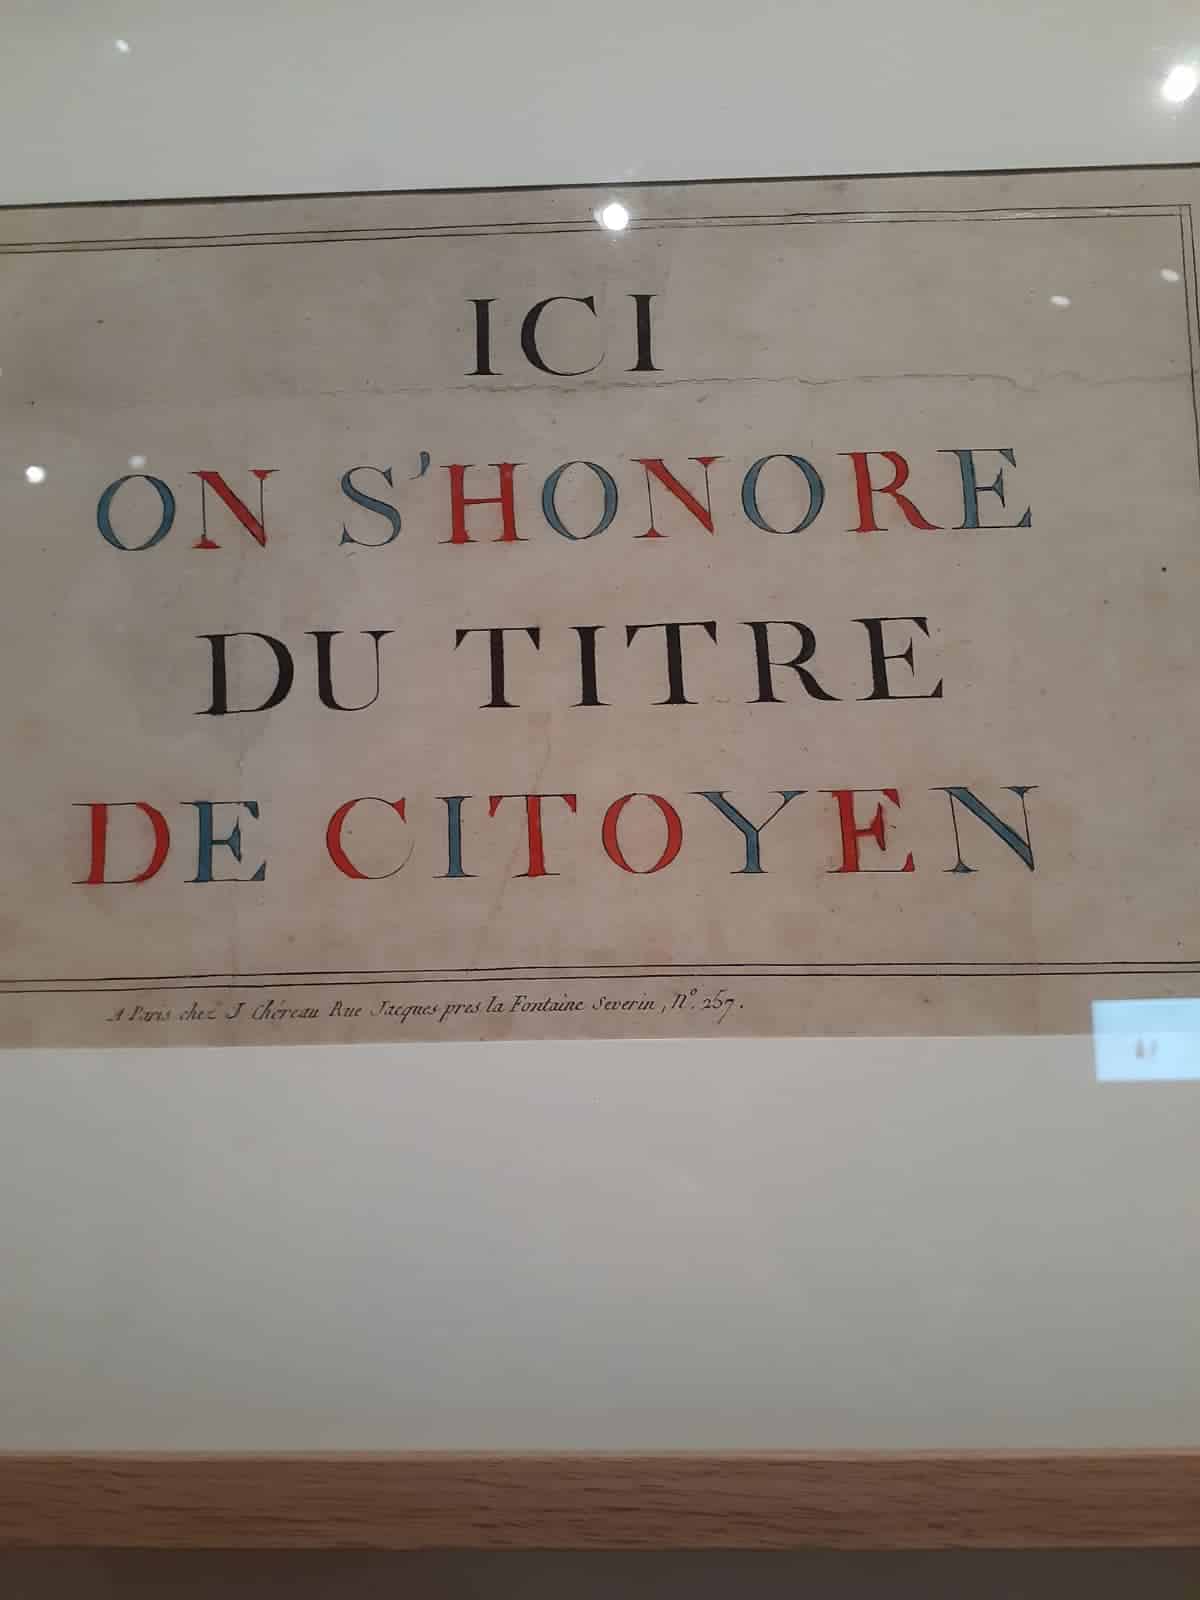 ICI
ON S'HONORE
DU TITRE
DE CITOYEN
A Paris chez J Chéreau Rue Jacques pres la Fontaine Severin, N°. 257.